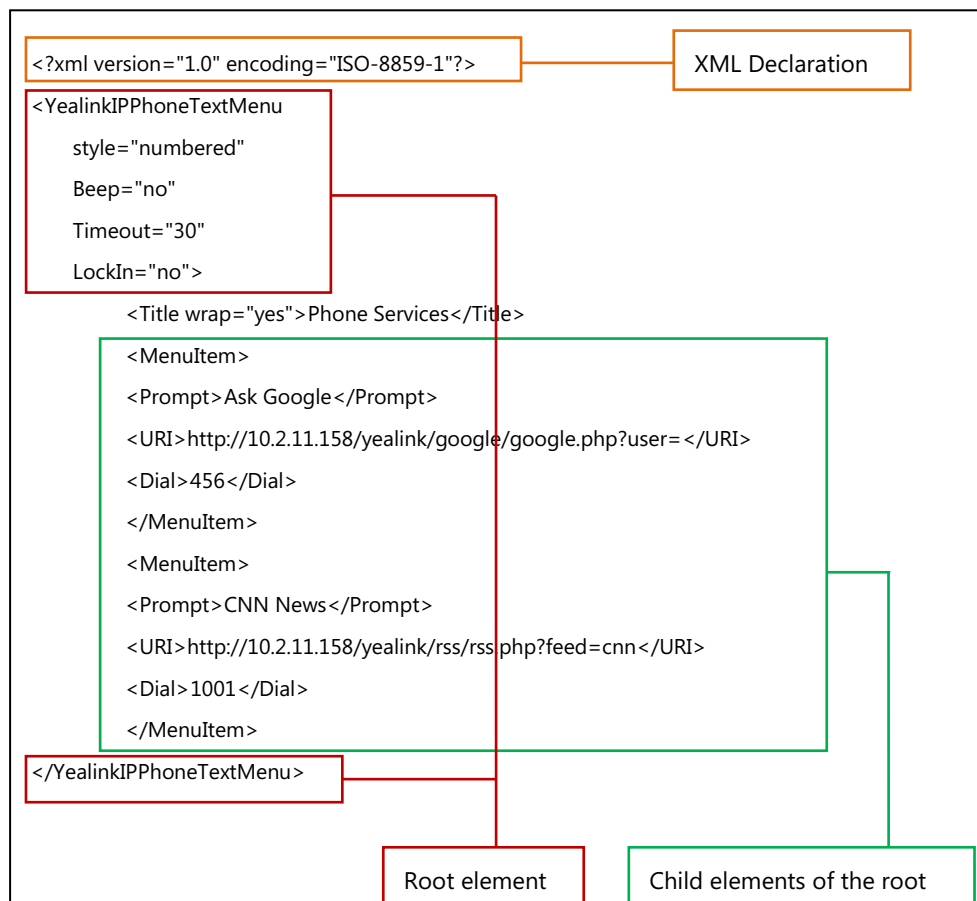 <?xml version="1.0" encoding="ISO-8859-1"?>
XML Declaration
<YealinkIPPhoneTextMenu
style="numbered"
Beep="no"
Timeout="30"
LockIn="no">
<Title wrap="yes">Phone Services</Title>
<MenuItem>
<Prompt>Ask Google</Prompt>
<URI>http://10.2.11.158/yealink/google/google.php?user=</URI>
<Dial>456</Dial>
</MenuItem>
<MenuItem>
<Prompt>CNN News</Prompt>
<URI>http://10.2.11.158/yealink/rss/rss.php?feed=cnn</URI>
<Dial>1001</Dial>
</MenuItem>
</YealinkIPPhoneTextMenu>
Root element
Child elements of the root